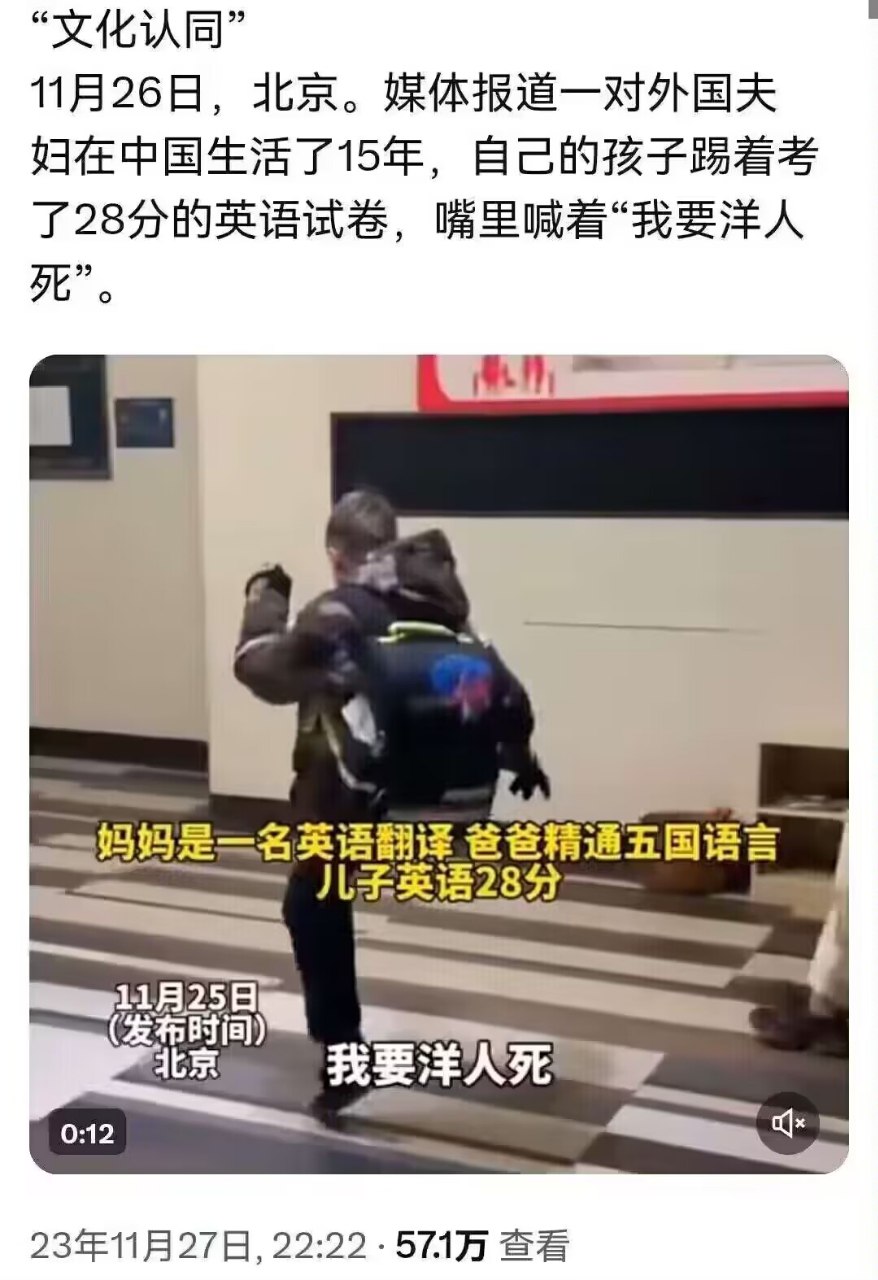 “文化认同”
11月26日，北京。媒体报道一对外国夫
妇在中国生活了15年，自己的孩子踢着考
了28分的英语试卷，嘴里喊着“我要洋人
死”。
妈妈是一名英语翻译 爸爸精通五国语言
儿子英语28分
11月25日
（发布时间）
北京
我要洋人死
0:12
23年11月27日, 22:22 · 57.1万 查看